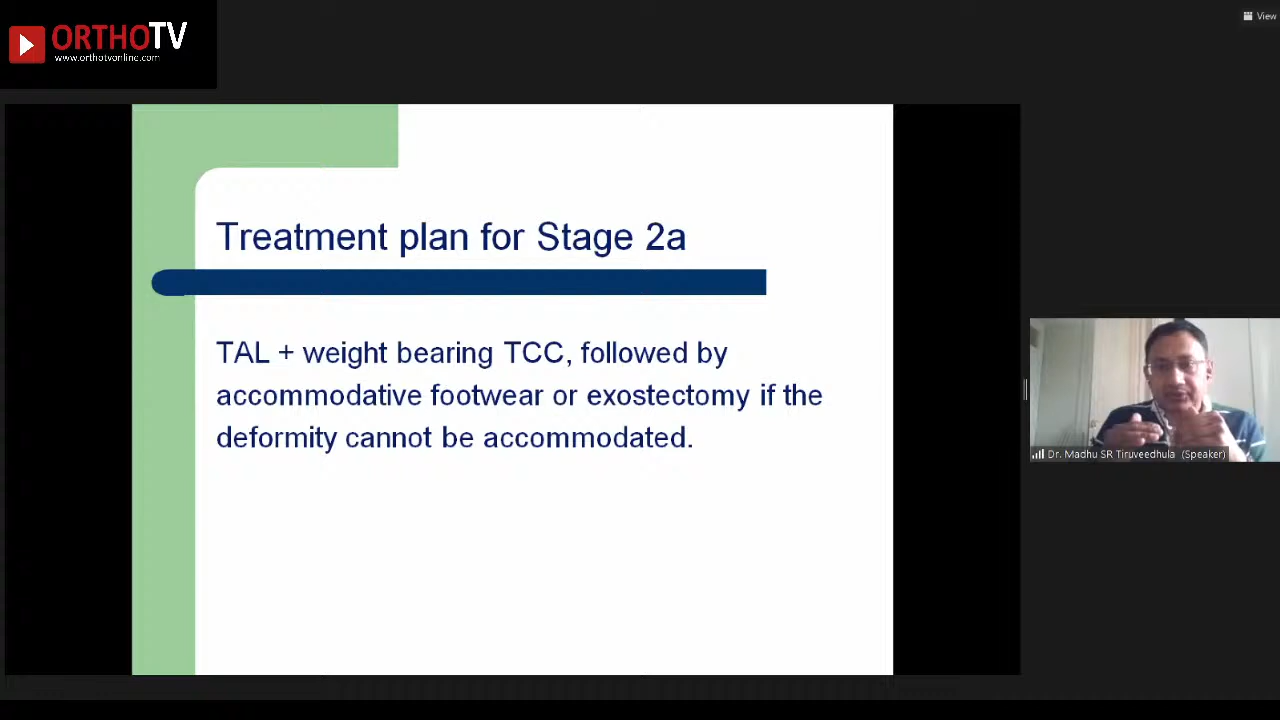 ORTHOTV
www.orthotvonline.com
View
Treatment plan for Stage 2a
TAL + weight bearing TCC, followed by
accommodative footwear or exostectomy if the
deformity cannot be accommodated.
Dr. Madhu SR Tiruveedhula (Speaker)